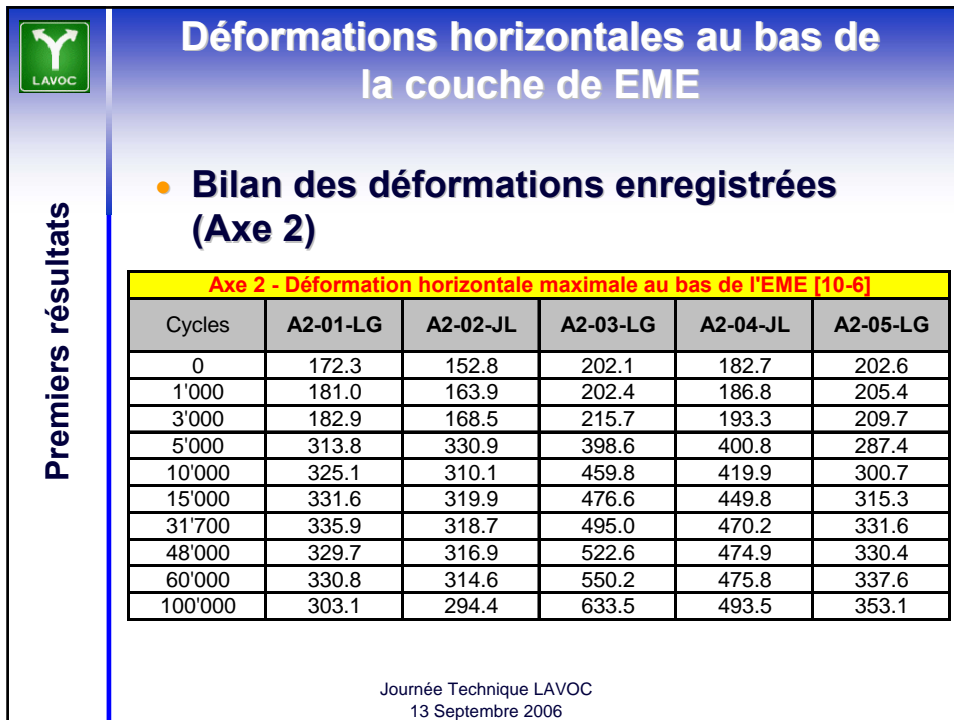 LAVOC
Déformations horizontales au bas de
la couche de EME
Premiers résultats
• Bilan des déformations enregistrées
(Axe 2)
Axe 2 - Déformation horizontale maximale au bas de l'EME [10-6]
Cycles A2-01-LG A2-02-JL A2-03-LG A2-04-JL A2-05-LG
0 172.3 152.8 202.1 182.7 202.6
1'000 181.0 163.9 202.4 186.8 205.4
3'000 182.9 168.5 215.7 193.3 209.7
5'000 313.8 330.9 398.6 400.8 287.4
10'000 325.1 310.1 459.8 419.9 300.7
15'000 331.6 319.9 476.6 449.8 315.3
31'700 335.9 318.7 495.0 470.2 331.6
48'000 329.7 316.9 522.6 474.9 330.4
60'000 330.8 314.6 550.2 475.8 337.6
100'000 303.1 294.4 633.5 493.5 353.1
Journée Technique LAVOC
13 Septembre 2006